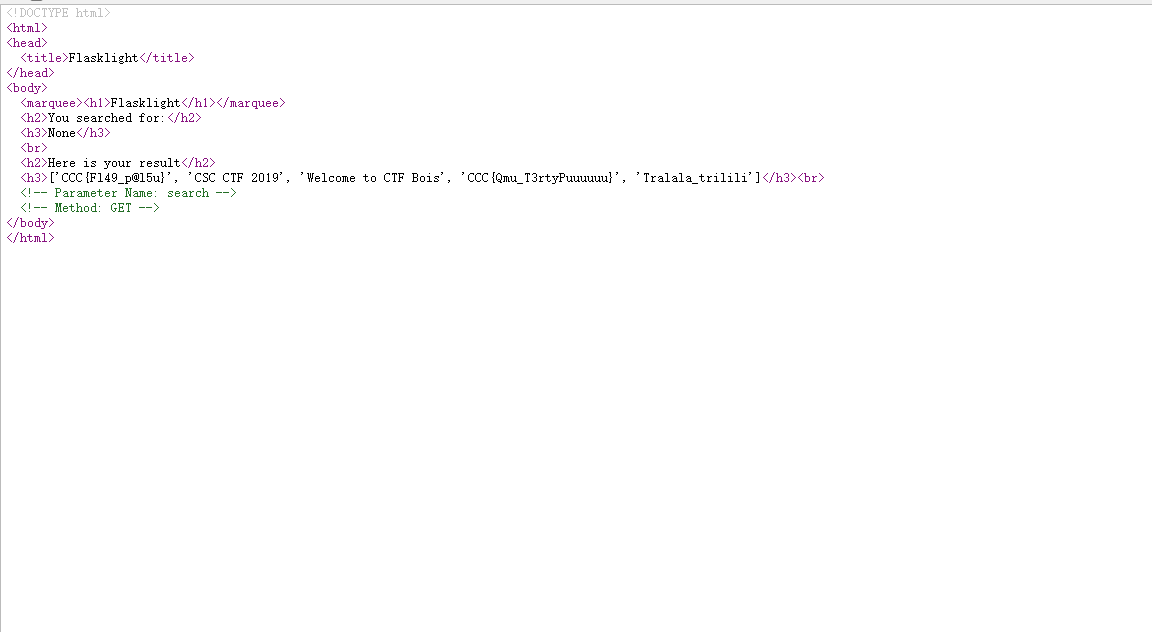 <!DOCTYPE html>
<html>
<head>
  <title>Flasklight</title>
</head>
<body>
  <marquee><h1>Flasklight</h1></marquee>
  <h2>You searched for:</h2>
  <h3>None</h3>
  <br>
  <h2>Here is your result</h2>
  <h3>['CCC{Fl49_p@l5u}', 'CSC CTF 2019', 'Welcome to CTF Bois', 'CCC{Qmu_T3rtyPuuuuuu}', 'Tralala_trilili']</h3><br>
  <!-- Parameter Name: search -->
  <!-- Method: GET -->
</body>
</html>